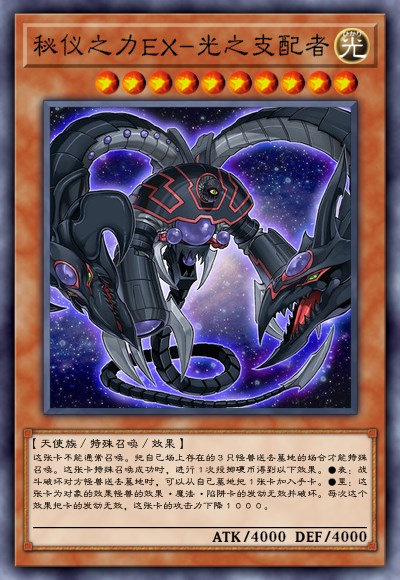 秘仪之力EX-光之支配者
光
【天使族/特殊召唤/效果】
这张卡不能通常召唤。把自己场上存在的3只怪兽送去墓地的场合才能特殊
召唤。这张卡特殊召唤成功时，进行1次投掷硬币得到以下效果。●表：战
斗破坏对方怪兽送去墓地时，可以从自己墓地把1张卡加入手卡。●里：这
张卡为对象的效果怪兽的效果·魔法·陷阱卡的发动无效并破坏。每次这个
效果把卡的发动无效，这张卡的攻击力下降1000。
ATK/4000 DEF/4000